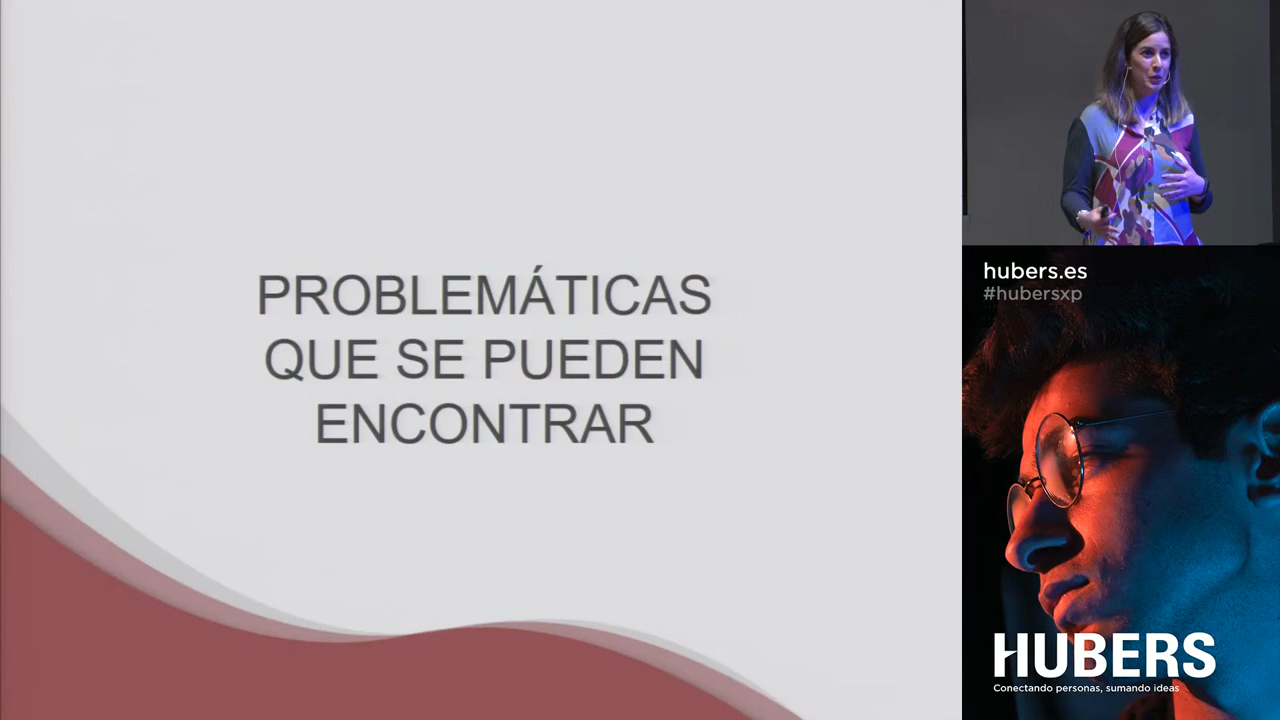 PROBLEMÁTICAS
QUE SE PUEDEN
ENCONTRAR
hubers.es
#hubersxp
HUBERS
Conectando personas, sumando ideas